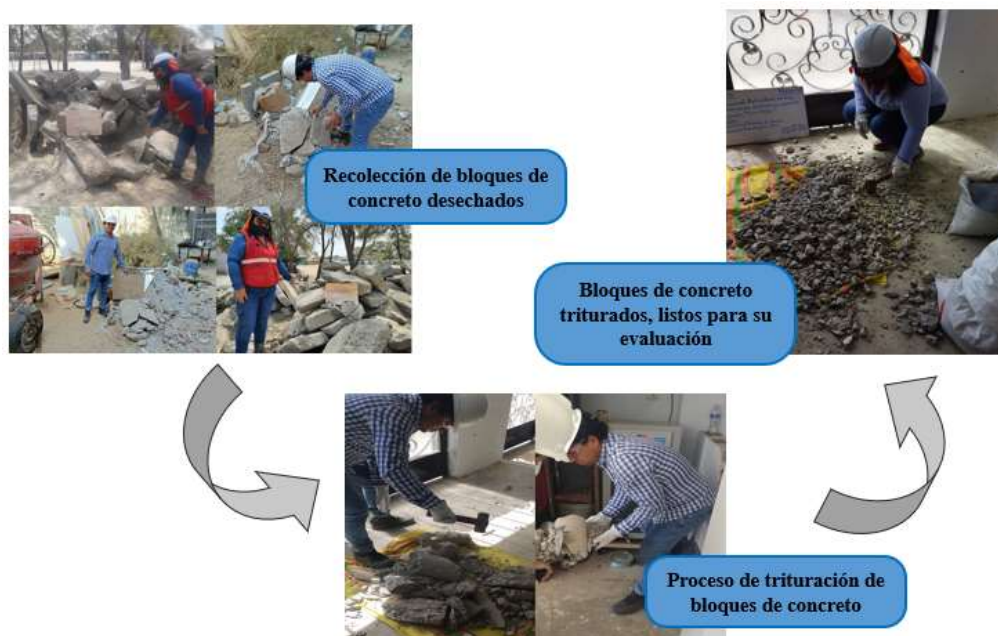 Recolección de bloques de
concreto desechados
Bloques de concreto
triturados, listos para su
evaluación
Proceso de trituración de
bloques de concreto